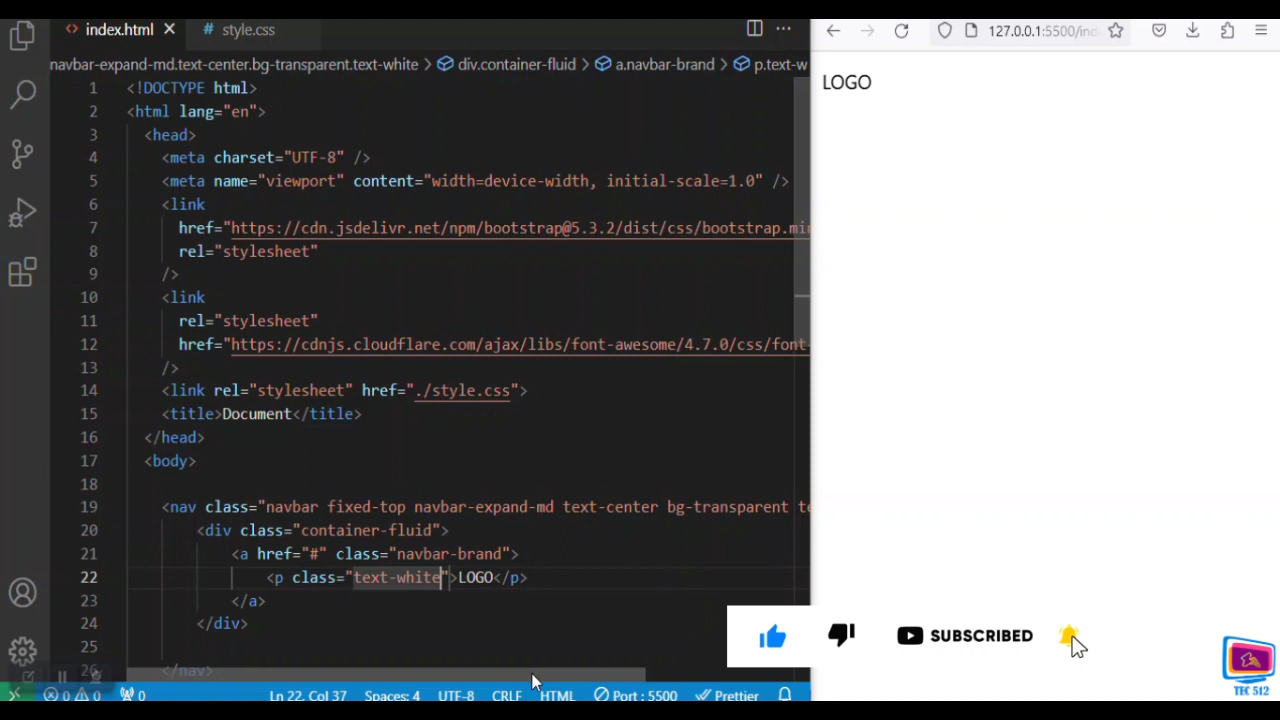 index.html
style.css
127.0.0.1:5500/ind
navbar-expand-md.text-center.bg-transparent.text-white > div.container-fluid > a.navbar-brand > p.text-w
1 <!DOCTYPE html>
2 <html lang="en">
3 <head>
4 <meta charset="UTF-8" />
5 <meta name="viewport" content="width=device-width, initial-scale=1.0" />
6 <link
7 href="https://cdn.jsdelivr.net/npm/bootstrap@5.3.2/dist/css/bootstrap.mi
8 rel="stylesheet"
9 />
10 <link
11 rel="stylesheet"
12 href="https://cdnjs.cloudflare.com/ajax/libs/font-awesome/4.7.0/css/font-
13 />
14 <link rel="stylesheet" href="./style.css">
15 <title>Document</title>
16 </head>
17 <body>
18
19 <nav class="navbar fixed-top navbar-expand-md text-center bg-transparent te
20 <div class="container-fluid">
21 <a href="#" class="navbar-brand">
22 <p class="text-white">LOGO</p>
23 </a>
24 </div>
25
26 </nav>
LOGO
SUBSCRIBED
TEC 512
0 0 0 Ln 22, Col 37 Spaces: 4 UTF-8 CRLF HTML Port : 5500 Prettier